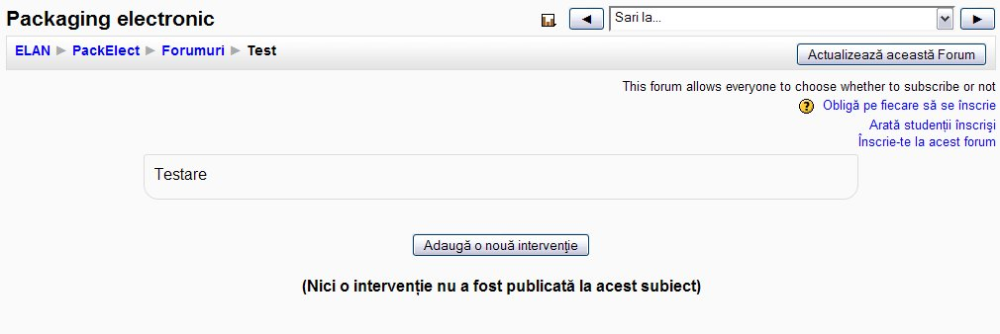 Packaging electronic
Sari la...
ELAN PackElect Forumuri Test
Actualizează această Forum
This forum allows everyone to choose whether to subscribe or not
Obligă pe fiecare să se înscrie
Arată studenții înscrişi
Înscrie-te la acest forum
Testare
Adaugă o nouă intervenţie
(Nici o intervenție nu a fost publicată la acest subiect)